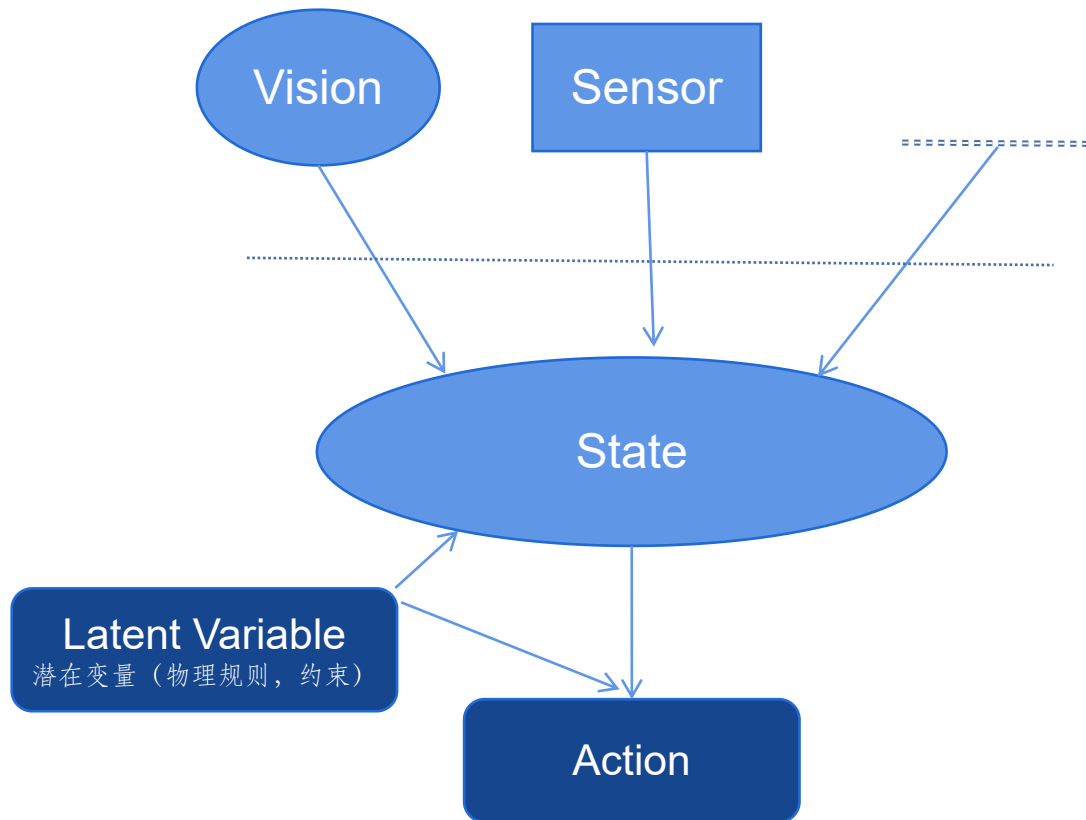 Vision
Sensor
State
Latent Variable
潜在变量（物理规则，约束）
Action